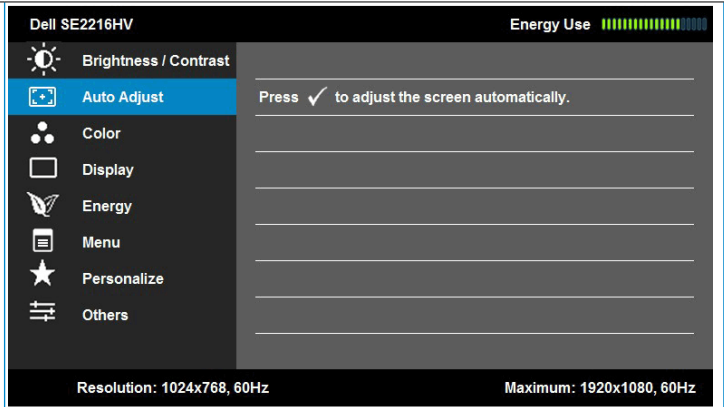 Dell SE2216HV Energy Use
Brightness / Contrast
Auto Adjust Press ✓ to adjust the screen automatically.
Color
Display
Energy
Menu
Personalize
Others
Resolution: 1024x768, 60Hz Maximum: 1920x1080, 60Hz